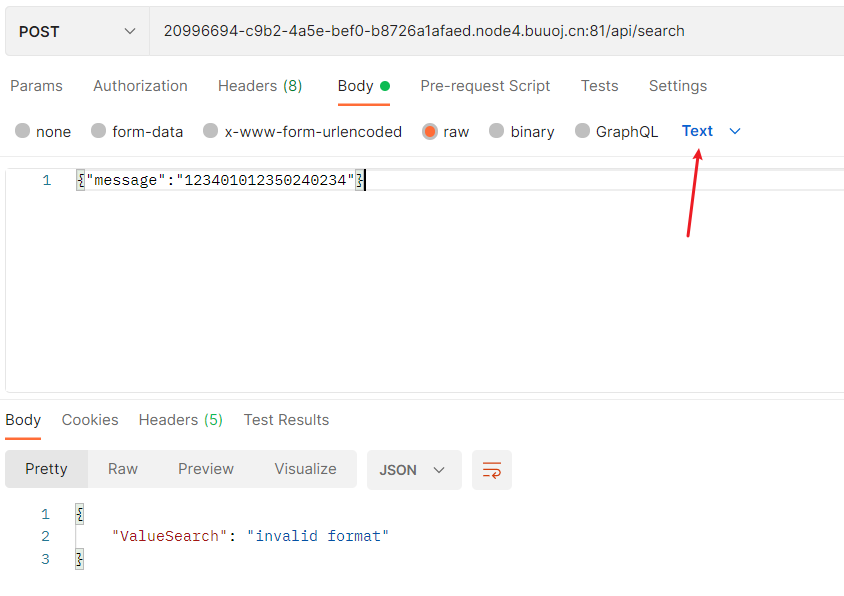 POST 20996694-c9b2-4a5e-bef0-b8726a1afaed.node4.buuoj.cn:81/api/search
Params Authorization Headers (8) Body Pre-request Script Tests Settings
none form-data x-www-form-urlencoded raw binary GraphQL Text
1 {"message":"123401012350240234"}
Body Cookies Headers (5) Test Results
Pretty Raw Preview Visualize JSON
1 {
2 "ValueSearch": "invalid format"
3 }